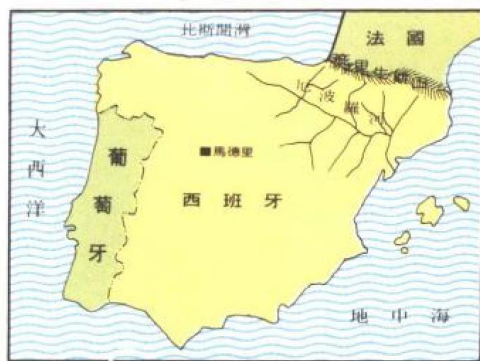 比斯開灣
法國
庇里牛斯山
厄波羅河
大西洋
葡萄牙
■馬德里
西班牙
地中海